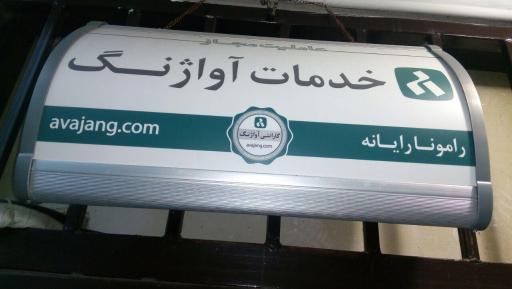 عاملیت مجاز
خدمات آواژنگ
رامونا رایانه
گارانتی آواژنگ
avajang.com
avajang.com